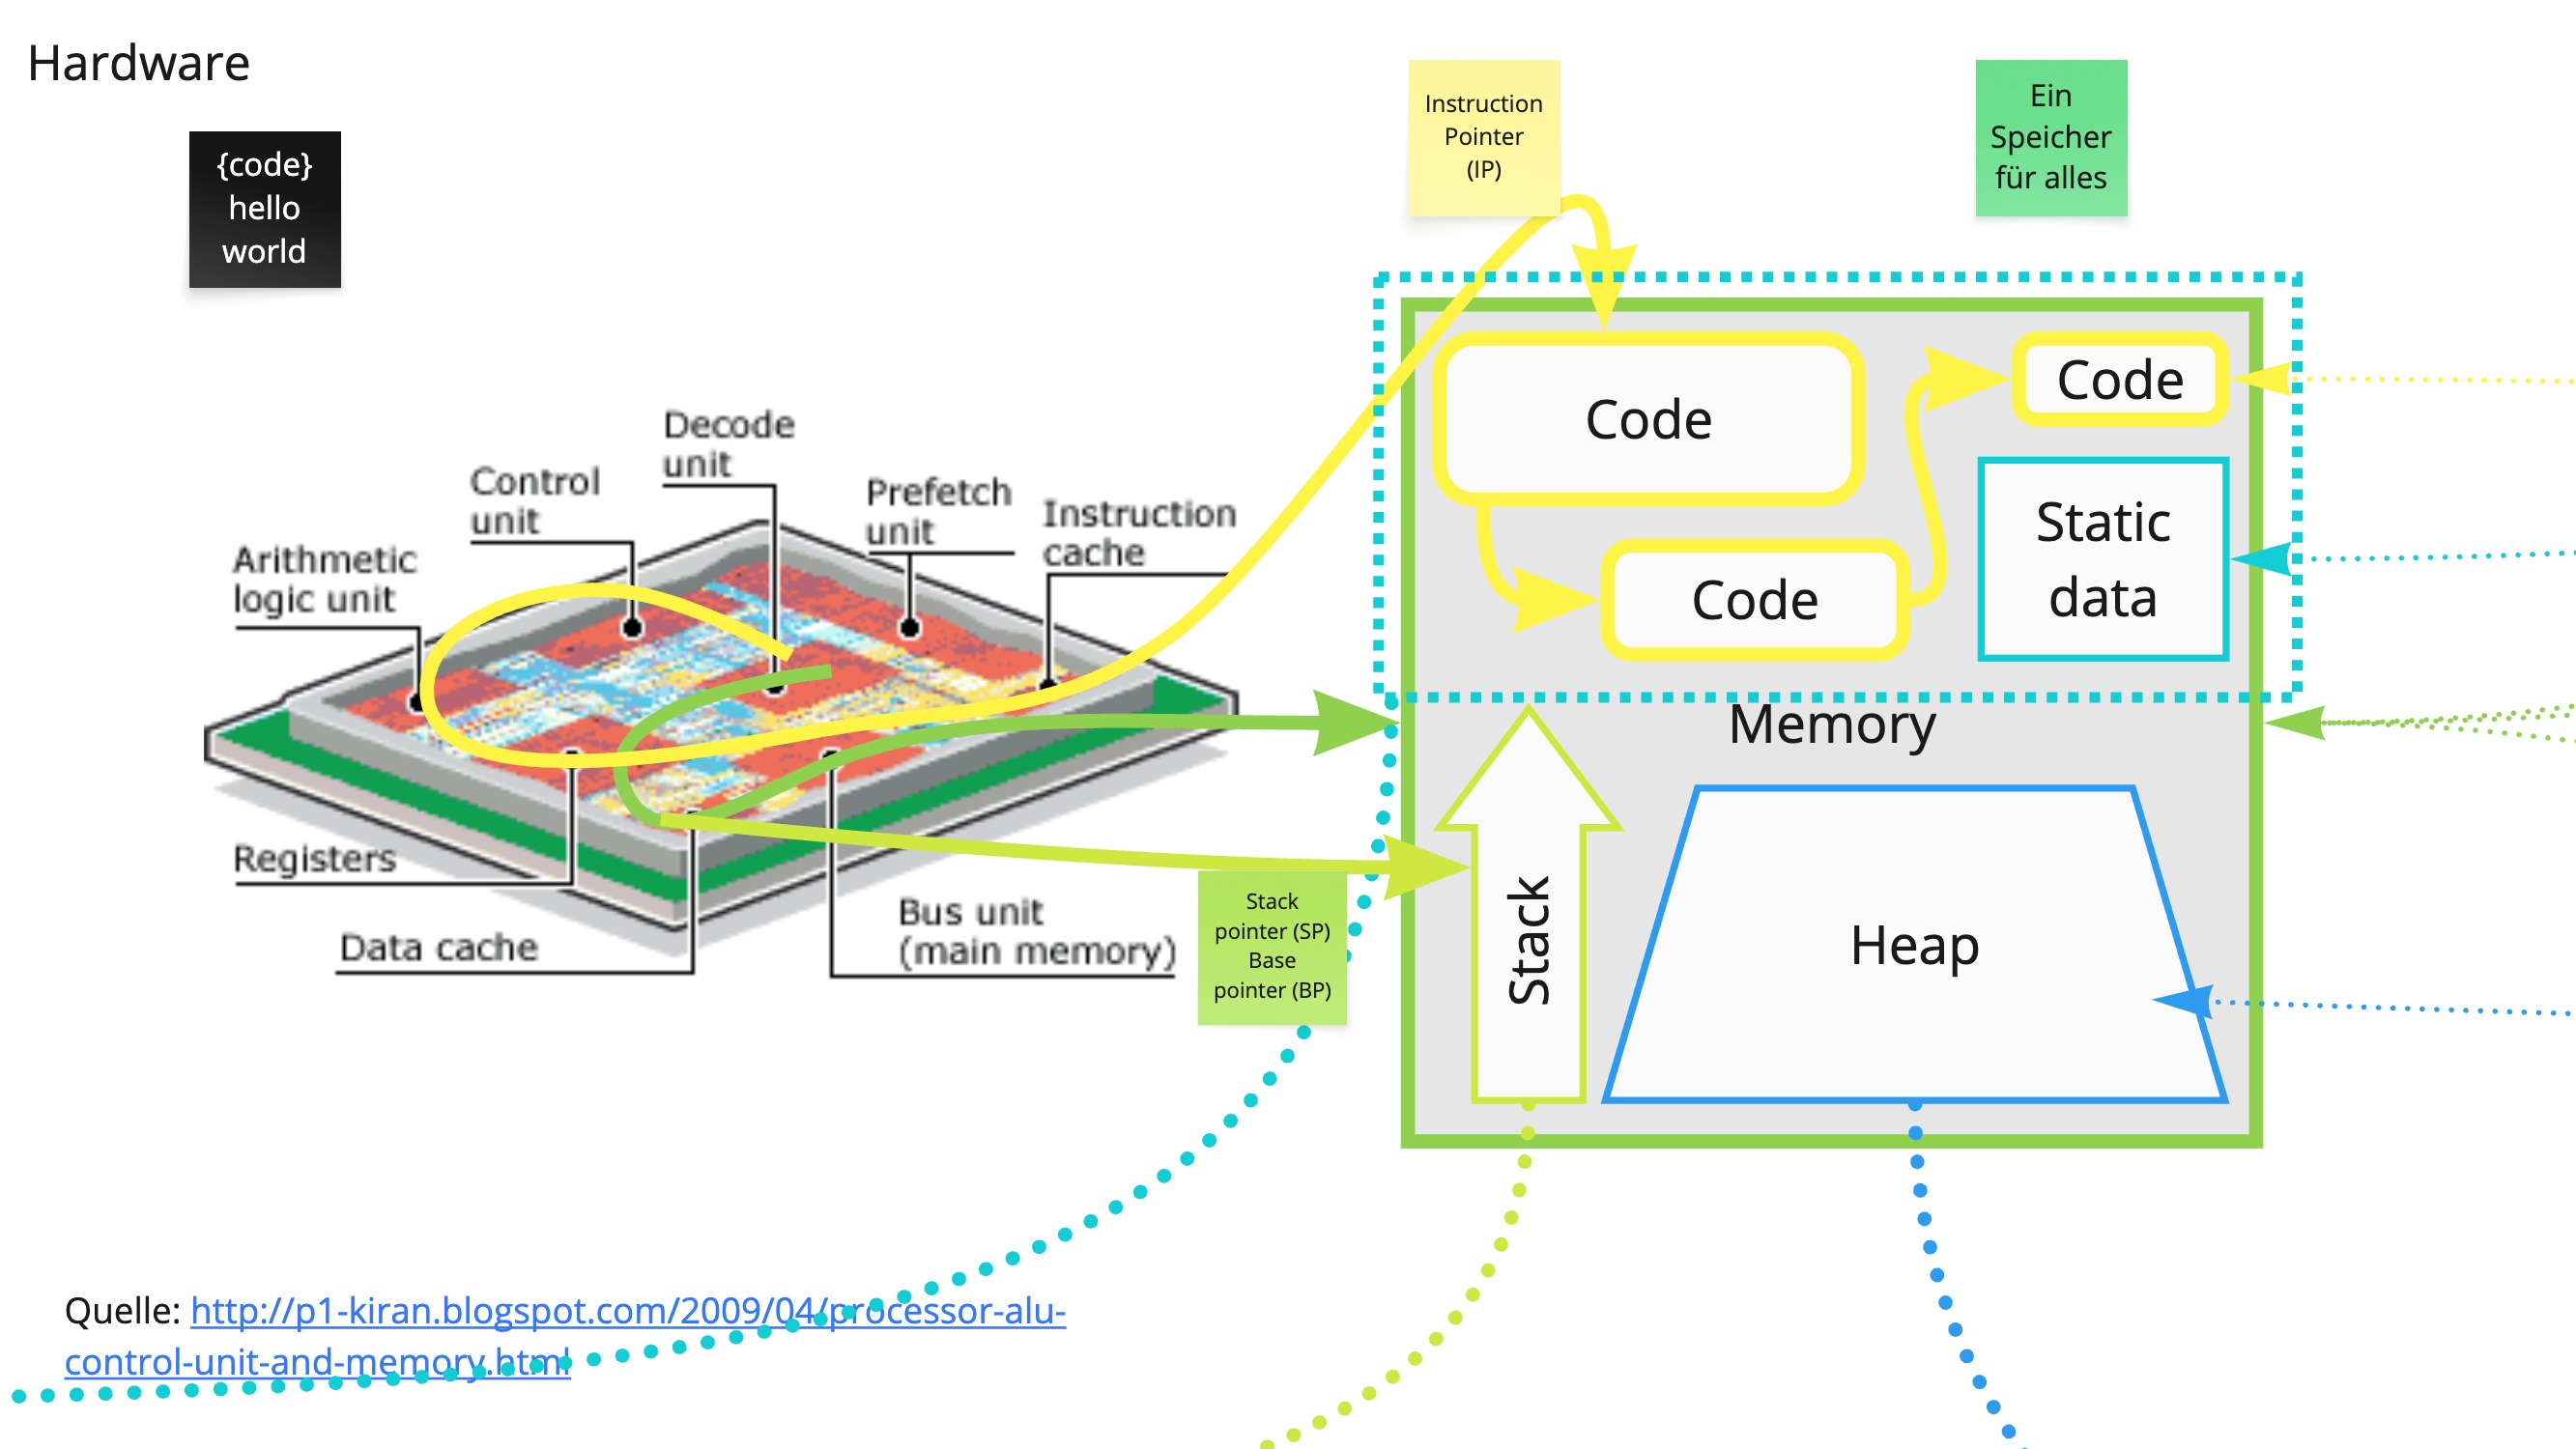 Hardware
{code}
hello
world
Instruction
Pointer
(IP)
Ein
Speicher
für alles
Decode
unit
Control
unit
Prefetch
unit
Instruction
cache
Arithmetic
logic unit
Registers
Data cache
Bus unit
(main memory)
Stack
pointer (SP)
Base
pointer (BP)
Code
Code
Code
Static
data
Memory
Stack
Heap
Quelle: http://p1-kiran.blogspot.com/2009/04/processor-alu-
control-unit-and-memory.html